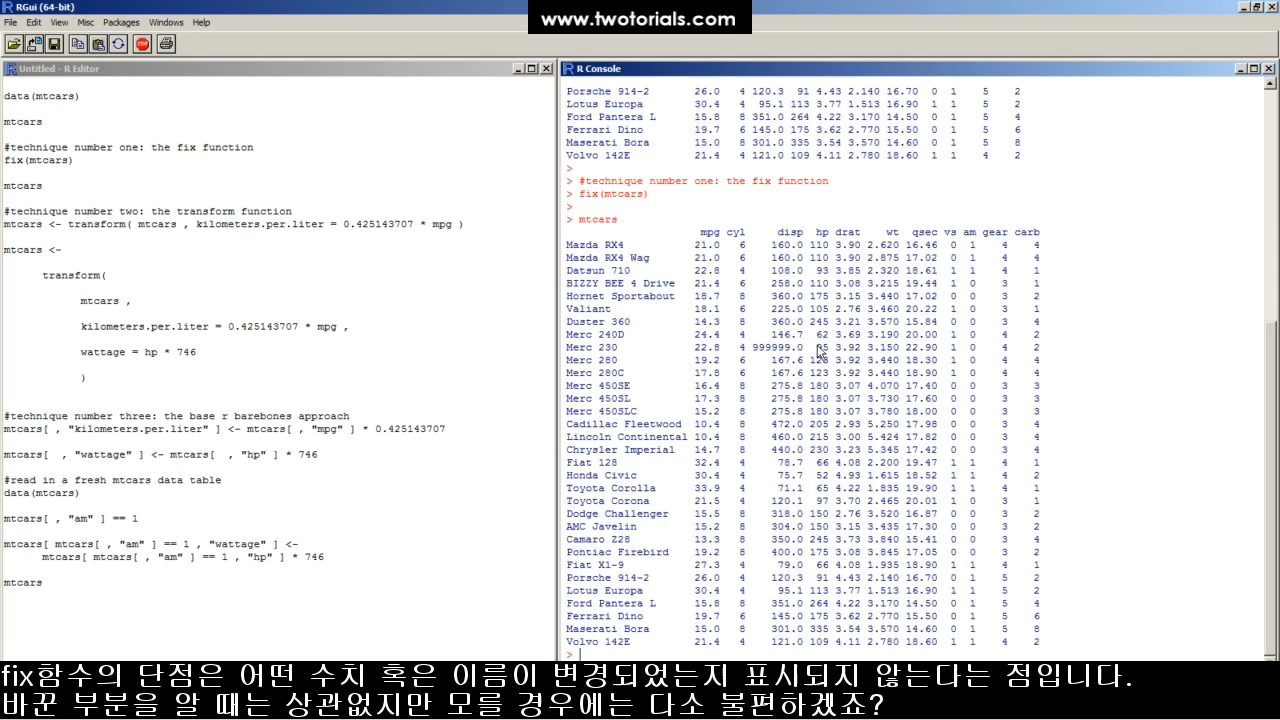 RGui (64-bit)
www.twotorials.com
File Edit View Misc Packages Windows Help
STOP
R Untitled - R Editor
data(mtcars)
mtcars
#technique number one: the fix function
fix(mtcars)
mtcars
#technique number two: the transform function
mtcars <- transform( mtcars , kilometers.per.liter = 0.425143707 * mpg )
mtcars <-
transform(
mtcars ,
kilometers.per.liter = 0.425143707 * mpg ,
wattage = hp * 746
)
#technique number three: the base r barebones approach
mtcars[ , "kilometers.per.liter" ] <- mtcars[ , "mpg" ] * 0.425143707
mtcars[  , "wattage" ] <- mtcars[  , "hp" ] * 746
#read in a fresh mtcars data table
data(mtcars)
mtcars[ , "am" ] == 1
mtcars[ mtcars[ , "am" ] == 1 , "wattage" ] <-
mtcars[ mtcars[ , "am" ] == 1 , "hp" ] * 746
mtcars
R R Console
Porsche 914-2 26.0 4 120.3 91 4.43 2.140 16.70 0 1 5 2
Lotus Europa 30.4 4 95.1 113 3.77 1.513 16.90 1 1 5 2
Ford Pantera L 15.8 8 351.0 264 4.22 3.170 14.50 0 1 5 4
Ferrari Dino 19.7 6 145.0 175 3.62 2.770 15.50 0 1 5 6
Maserati Bora 15.0 8 301.0 335 3.54 3.570 14.60 0 1 5 8
Volvo 142E 21.4 4 121.0 109 4.11 2.780 18.60 1 1 4 2
>
> #technique number one: the fix function
> fix(mtcars)
>
> mtcars
mpg cyl disp hp drat wt qsec vs am gear carb
Mazda RX4 21.0 6 160.0 110 3.90 2.620 16.46 0 1 4 4
Mazda RX4 Wag 21.0 6 160.0 110 3.90 2.875 17.02 0 1 4 4
Datsun 710 22.8 4 108.0 93 3.85 2.320 18.61 1 1 4 1
BIZZY BEE 4 Drive 21.4 6 258.0 110 3.08 3.215 19.44 1 0 3 1
Hornet Sportabout 18.7 8 360.0 175 3.15 3.440 17.02 0 0 3 2
Valiant 18.1 6 225.0 105 2.76 3.460 20.22 1 0 3 1
Duster 360 14.3 8 360.0 245 3.21 3.570 15.84 0 0 3 4
Merc 240D 24.4 4 146.7 62 3.69 3.190 20.00 1 0 4 2
Merc 230 22.8 4 999999.0 95 3.92 3.150 22.90 1 0 4 2
Merc 280 19.2 6 167.6 123 3.92 3.440 18.30 1 0 4 4
Merc 280C 17.8 6 167.6 123 3.92 3.440 18.90 1 0 4 4
Merc 450SE 16.4 8 275.8 180 3.07 4.070 17.40 0 0 3 3
Merc 450SL 17.3 8 275.8 180 3.07 3.730 17.60 0 0 3 3
Merc 450SLC 15.2 8 275.8 180 3.07 3.780 18.00 0 0 3 3
Cadillac Fleetwood 10.4 8 472.0 205 2.93 5.250 17.98 0 0 3 4
Lincoln Continental 10.4 8 460.0 215 3.00 5.424 17.82 0 0 3 4
Chrysler Imperial 14.7 8 440.0 230 3.23 5.345 17.42 0 0 3 4
Fiat 128 32.4 4 78.7 66 4.08 2.200 19.47 1 1 4 1
Honda Civic 30.4 4 75.7 52 4.93 1.615 18.52 1 1 4 2
Toyota Corolla 33.9 4 71.1 65 4.22 1.835 19.90 1 1 4 1
Toyota Corona 21.5 4 120.1 97 3.70 2.465 20.01 1 0 3 1
Dodge Challenger 15.5 8 318.0 150 2.76 3.520 16.87 0 0 3 2
AMC Javelin 15.2 8 304.0 150 3.15 3.435 17.30 0 0 3 2
Camaro Z28 13.3 8 350.0 245 3.73 3.840 15.41 0 0 3 4
Pontiac Firebird 19.2 8 400.0 175 3.08 3.845 17.05 0 0 3 2
Fiat X1-9 27.3 4 79.0 66 4.08 1.935 18.90 1 1 4 1
Porsche 914-2 26.0 4 120.3 91 4.43 2.140 16.70 0 1 5 2
Lotus Europa 30.4 4 95.1 113 3.77 1.513 16.90 1 1 5 2
Ford Pantera L 15.8 8 351.0 264 4.22 3.170 14.50 0 1 5 4
Ferrari Dino 19.7 6 145.0 175 3.62 2.770 15.50 0 1 5 6
Maserati Bora 15.0 8 301.0 335 3.54 3.570 14.60 0 1 5 8
Volvo 142E 21.4 4 121.0 109 4.11 2.780 18.60 1 1 4 2
>
fix함수의 단점은 어떤 수치 혹은 이름이 변경되었는지 표시되지 않는다는 점입니다.
바꾼 부분을 알 때는 상관없지만 모를 경우에는 다소 불편하겠죠?